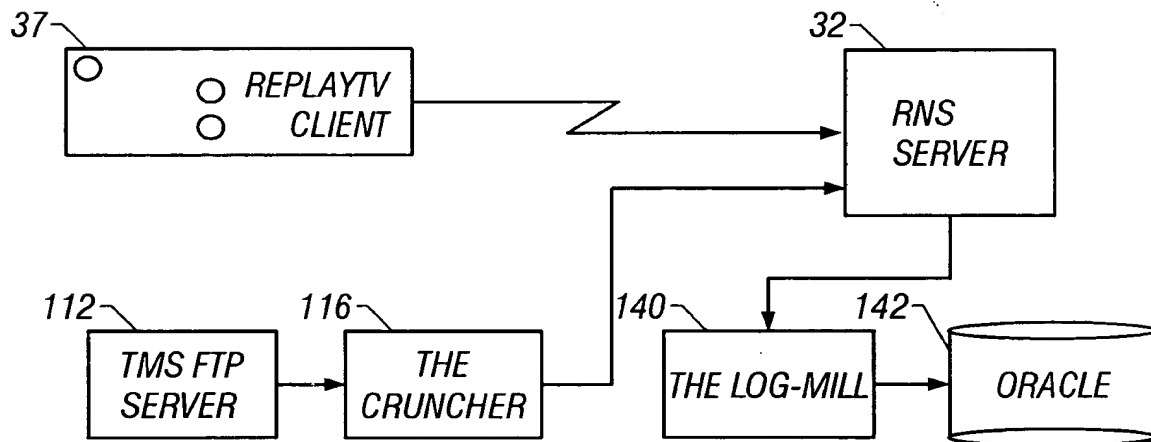 37
REPLAYTV
CLIENT
32
RNS
SERVER
112
TMS FTP
SERVER
116
THE
CRUNCHER
140
THE LOG-MILL
142
ORACLE